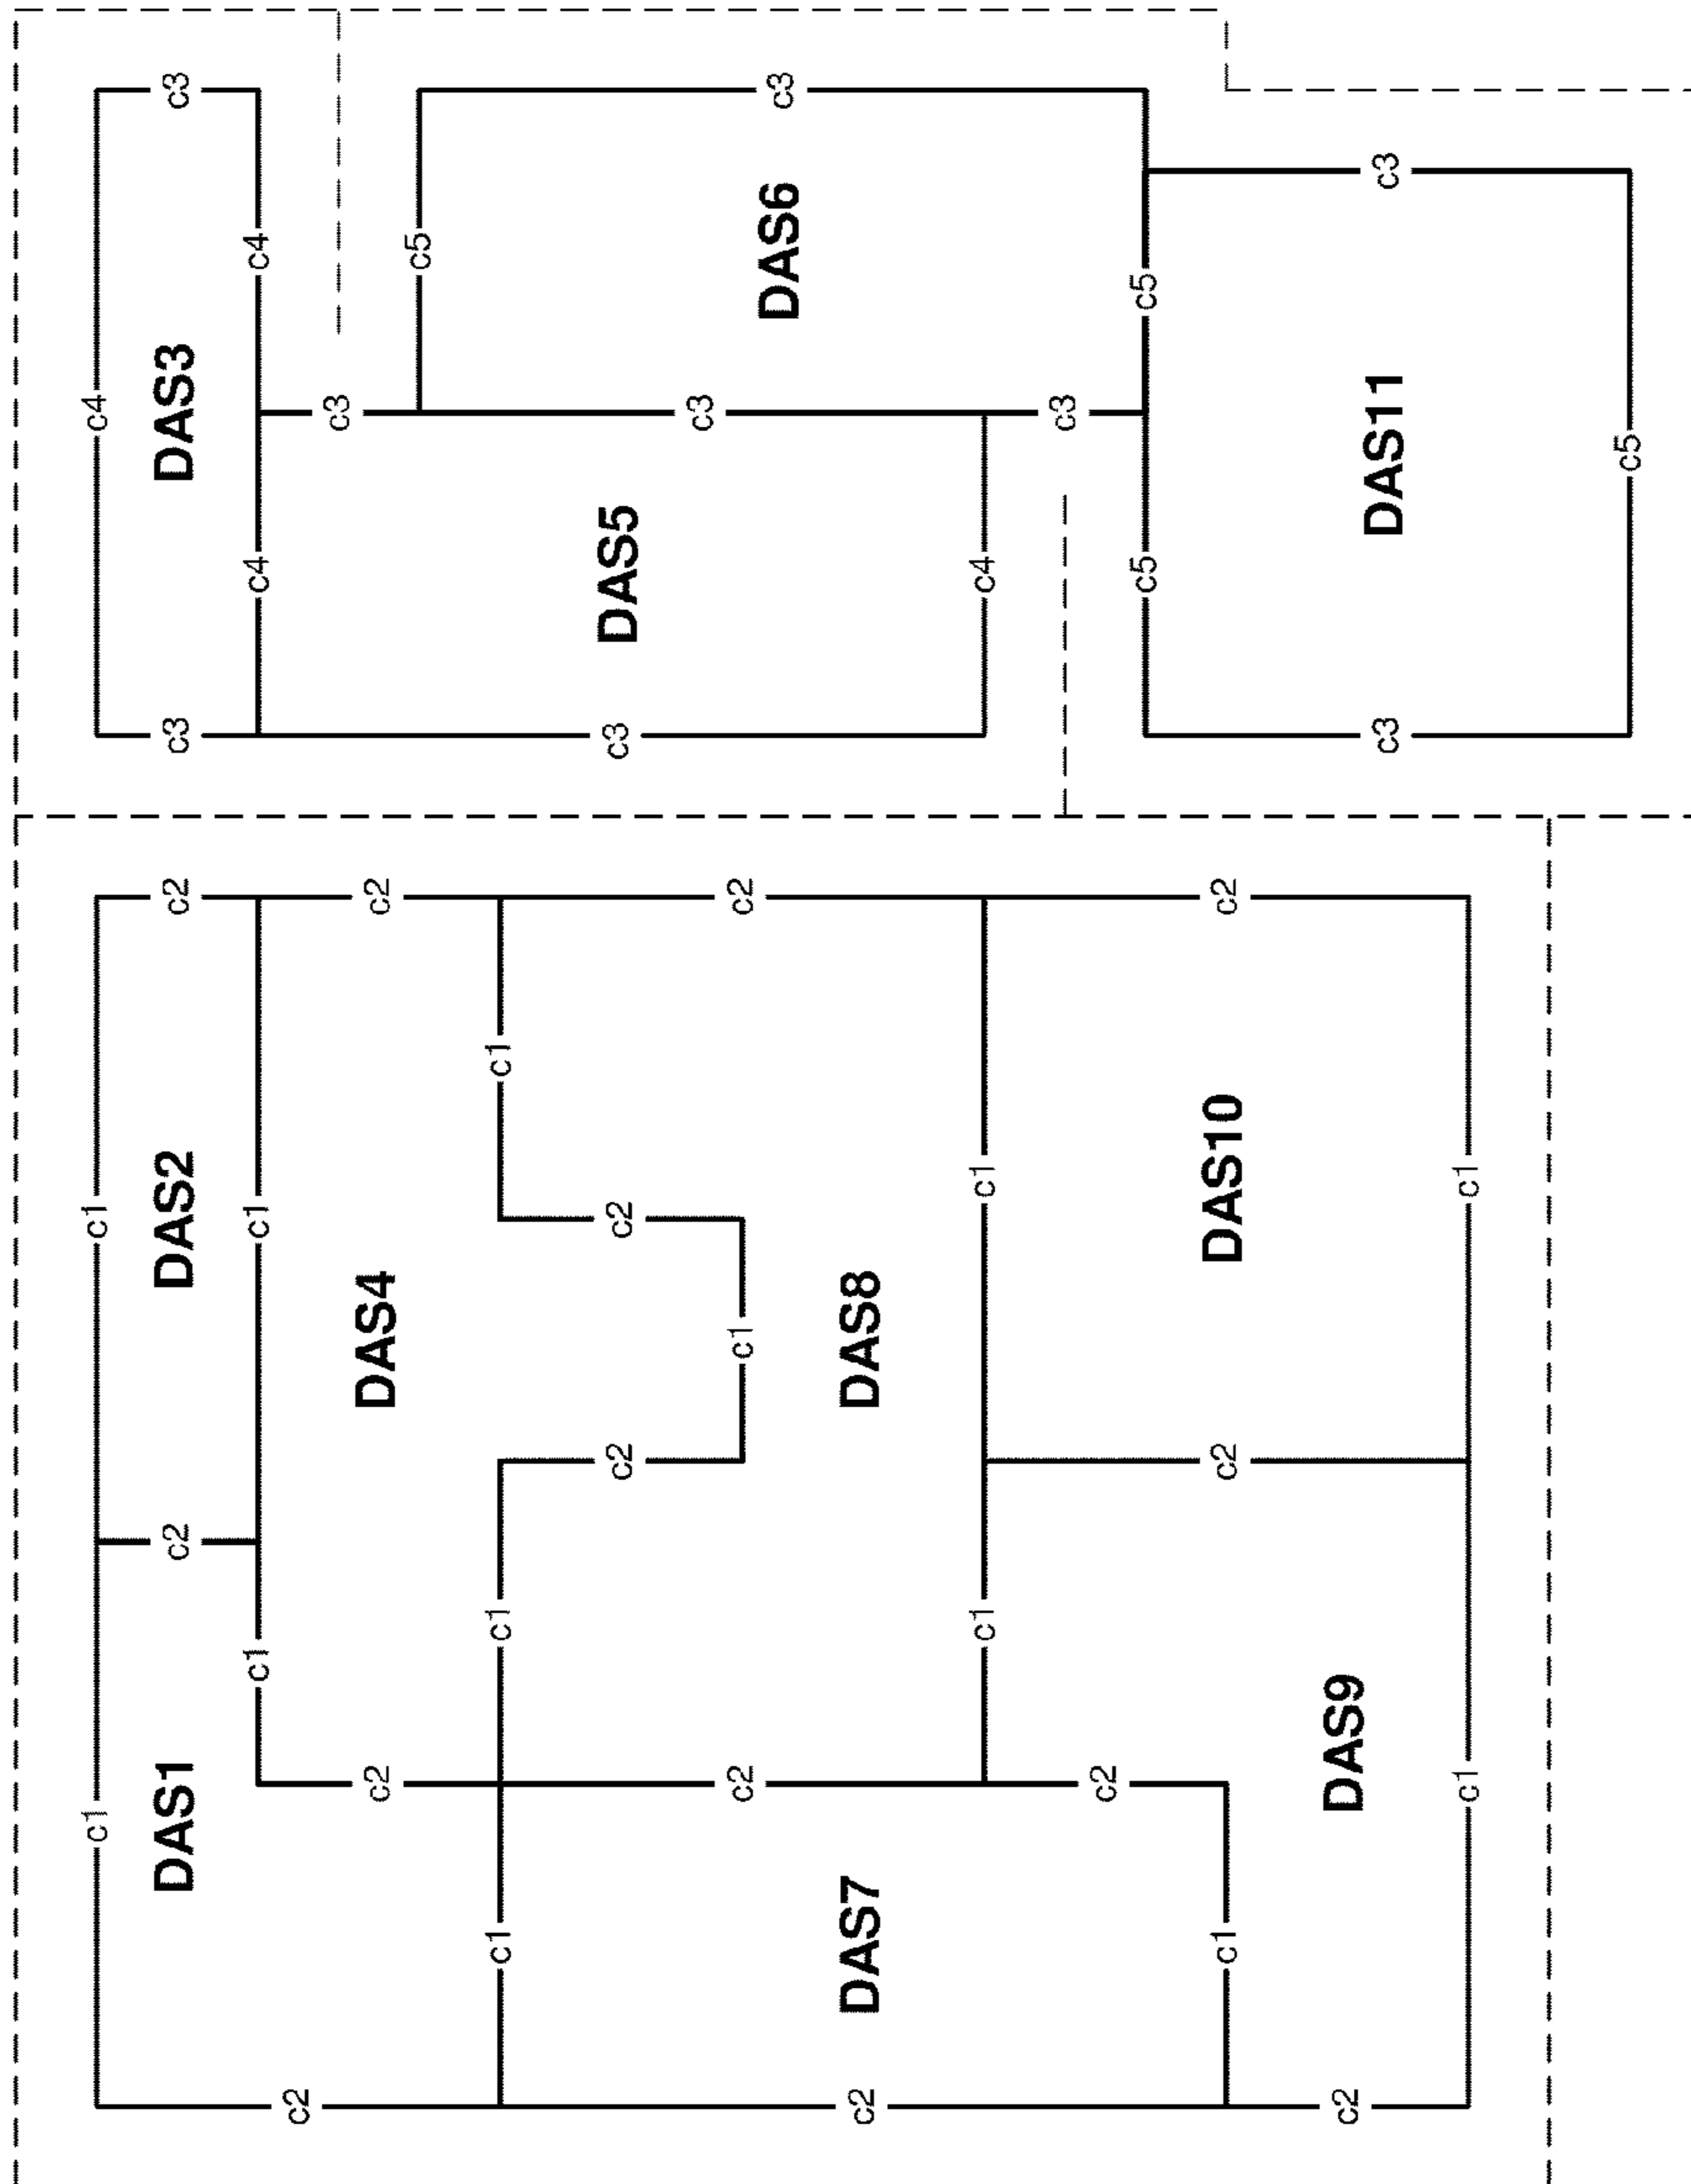 c1 c1 c4
DAS1 c2 DAS2 c2 c3 DAS3 c3
c1 c1 c4 c4
c2
c3
c2 DAS4 c2
c5
c1 c1 c1
c2 c2 c3 DAS5
c3
c2 c1 c2
DAS6 c3
c2 DAS7 DAS8
c1 c1 c4
c3
c2
c5 c5
c1 c2 DAS10 c2
c2 DAS9
c3 DAS11 c3
c1 c1
c5